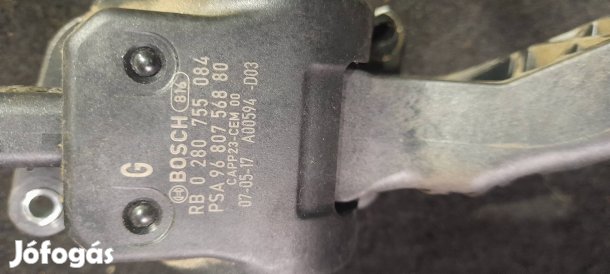 BOSCH 816
RB 0 280 755 084
PSA 96 807 568 80
CAPP23-CEM 00
07-05-17 A00594 -D03
G
Jófogás